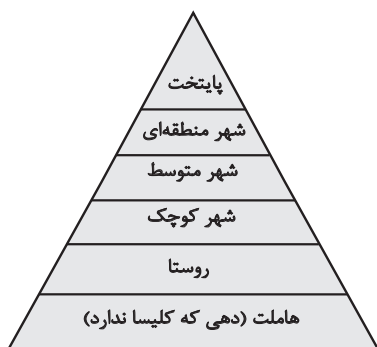 پایتخت
شهر منطقه‌ای
شهر متوسط
شهر کوچک
روستا
هاملت (دهی که کلیسا ندارد)